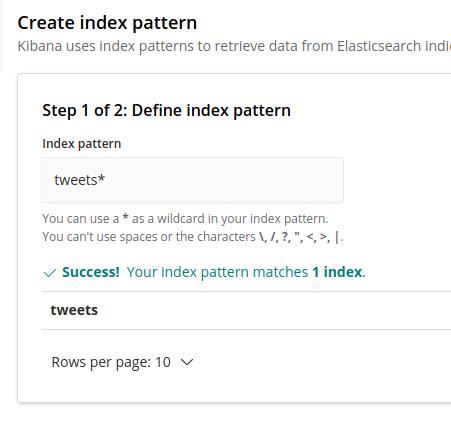 Create index pattern
Kibana uses index patterns to retrieve data from Elasticsearch
Step 1 of 2: Define index pattern
Index pattern
tweets*
You can use a * as a wildcard in your index pattern.
You can't use spaces or the characters \, /, ?, ", <, >, |.
✓ Success! Your index pattern matches 1 index.
tweets
Rows per page: 10